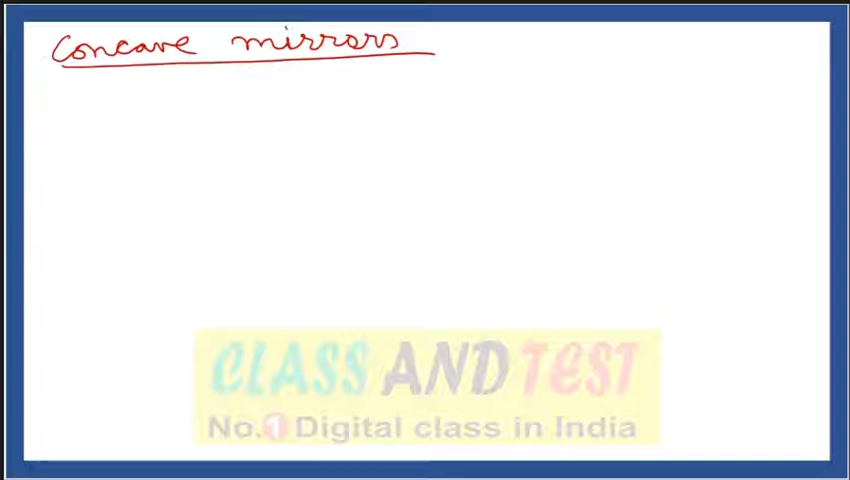 Concave mirrors
CLASS AND TEST
No.1 Digital class in India